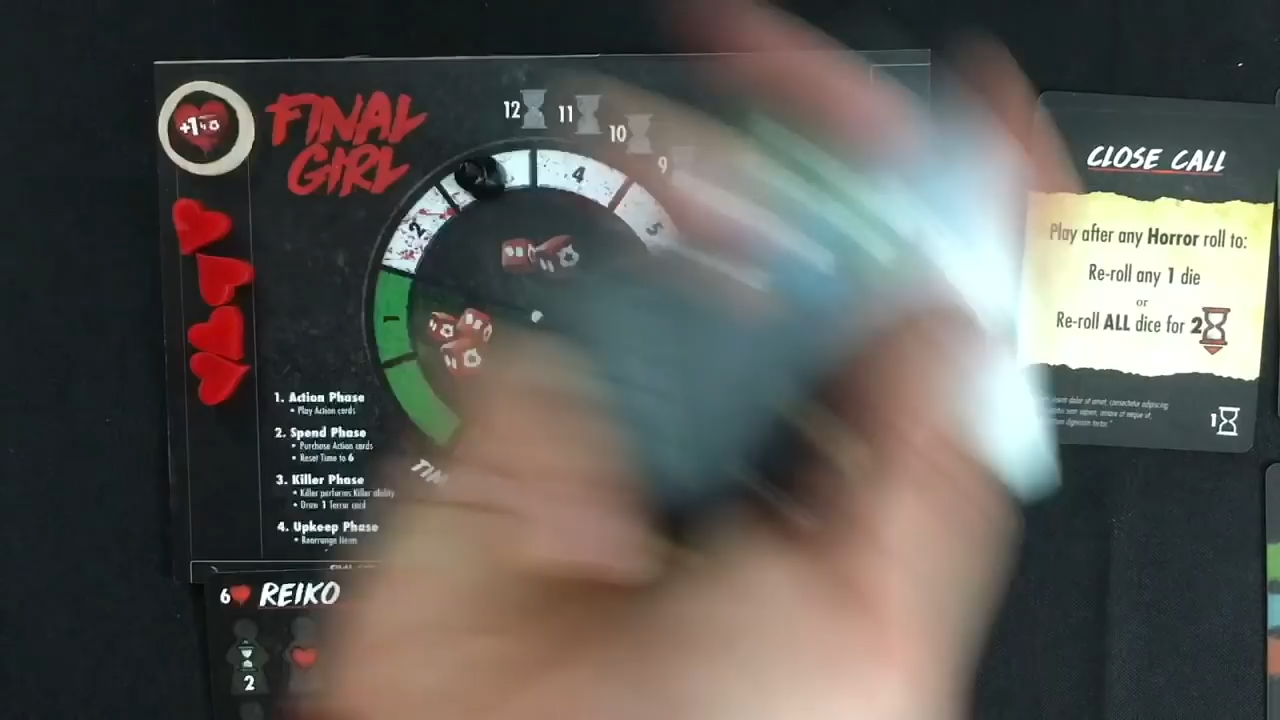 +1
FINAL
GIRL
12
11
10
9
4
5
2
1
1. Action Phase
• Play Action cards
2. Spend Phase
• Purchase Action cards
• Reset Time to 6
3. Killer Phase
• Killer performs Killer ability
• Draw 1 Terror card
4. Upkeep Phase
• Rearrange Items
6 REIKO
2
CLOSE CALL
Play after any Horror roll to:
Re-roll any 1 die
or
Re-roll ALL dice for 2
1